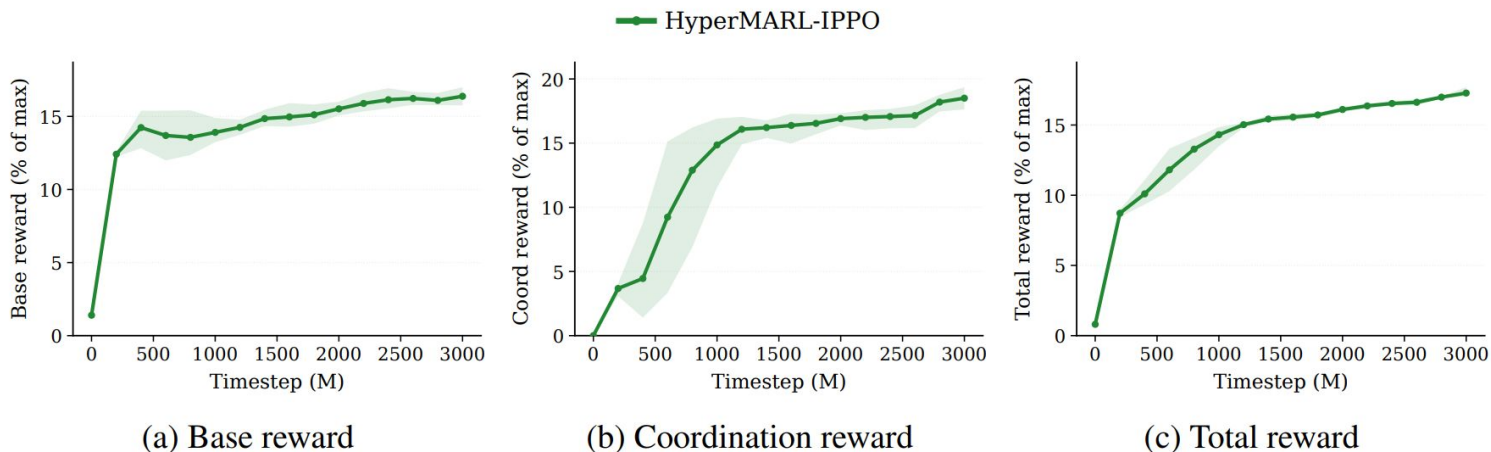 HyperMARL-IPPO
Base reward (% of max)
15
10
5
0
0 500 1000 1500 2000 2500 3000
Timestep (M)
(a) Base reward
Coord reward (% of max)
20
15
10
5
0
0 500 1000 1500 2000 2500 3000
Timestep (M)
(b) Coordination reward
Total reward (% of max)
15
10
5
0
0 500 1000 1500 2000 2500 3000
Timestep (M)
(c) Total reward